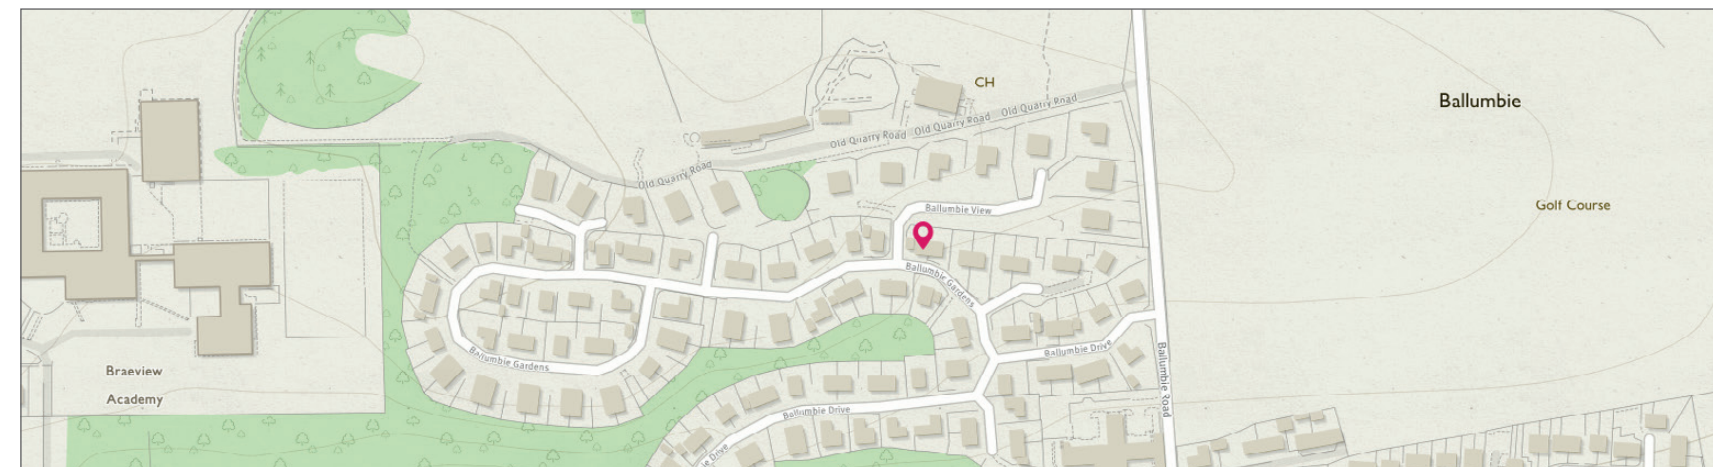 CH
Ballumbie
Old Quarry Road
Old Quarry Road
Old Quarry Road
Old Quarry Road
Golf Course
Ballumbie View
Ballumbie Gardens
Ballumbie Gardens
Ballumbie Drive
Ballumbie Road
Braeview
Academy
Ballumbie Drive
ie Drive